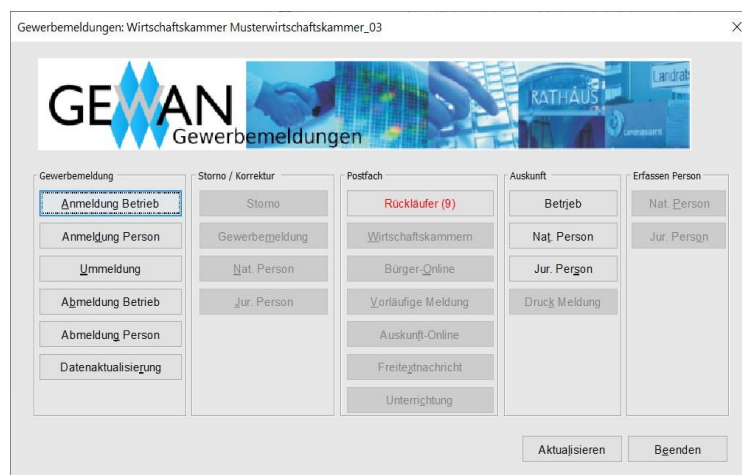 Gewerbemeldungen: Wirtschaftskammer Musterwirtschaftskammer_03
GEWAN
Gewerbemeldungen
RATHAUS
Landrats
Landratsamt
Gewerbemeldung
Anmeldung Betrieb
Anmeldung Person
Ummeldung
Abmeldung Betrieb
Abmeldung Person
Datenaktualisierung
Storno / Korrektur
Storno
Gewerbemeldung
Nat. Person
Jur. Person
Postfach
Rückläufer (9)
Wirtschaftskammern
Bürger-Online
Vorläufige Meldung
Auskunft-Online
Freitextnachricht
Unterrichtung
Auskunft
Betrieb
Nat. Person
Jur. Person
Druck Meldung
Erfassen Person
Nat. Person
Jur. Person
Aktualisieren
Beenden